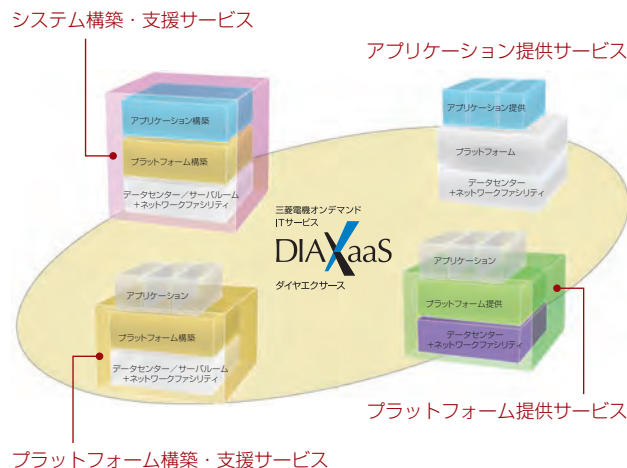 システム構築・支援サービス
アプリケーション提供サービス
アプリケーション構築
プラットフォーム構築
データセンター/サーバルーム
+ネットワークファシリティ
アプリケーション提供
プラットフォーム
データセンター
+ネットワークファシリティ
三菱電機オンデマンド
ITサービス
DIAXaaS
ダイヤエクサース
アプリケーション
プラットフォーム構築
データセンター/サーバルーム
+ネットワークファシリティ
アプリケーション
プラットフォーム提供
データセンター
+ネットワークファシリティ
プラットフォーム提供サービス
プラットフォーム構築・支援サービス